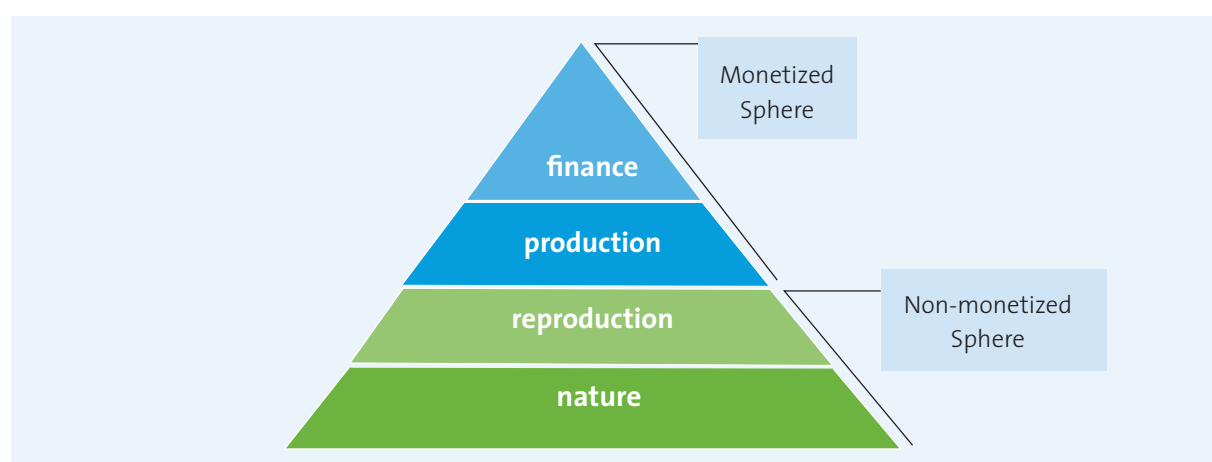 Monetized
Sphere
finance
production
reproduction
Non-monetized
Sphere
nature